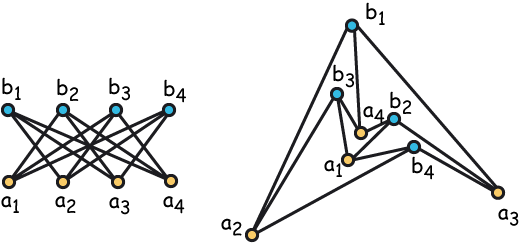 b1 b2 b3 b4
a1 a2 a3 a4
b1
b3
a4 b2
a1 b4
a2 a3